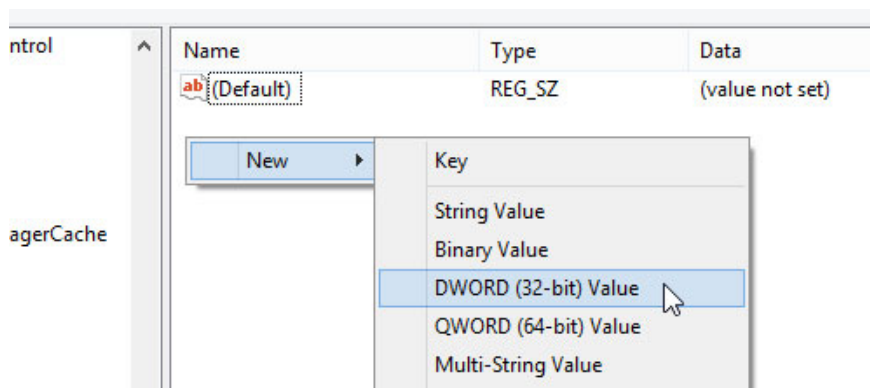 ntrol
Name Type Data
ab (Default) REG_SZ (value not set)
New Key
String Value
agerCache
Binary Value
DWORD (32-bit) Value
QWORD (64-bit) Value
Multi-String Value